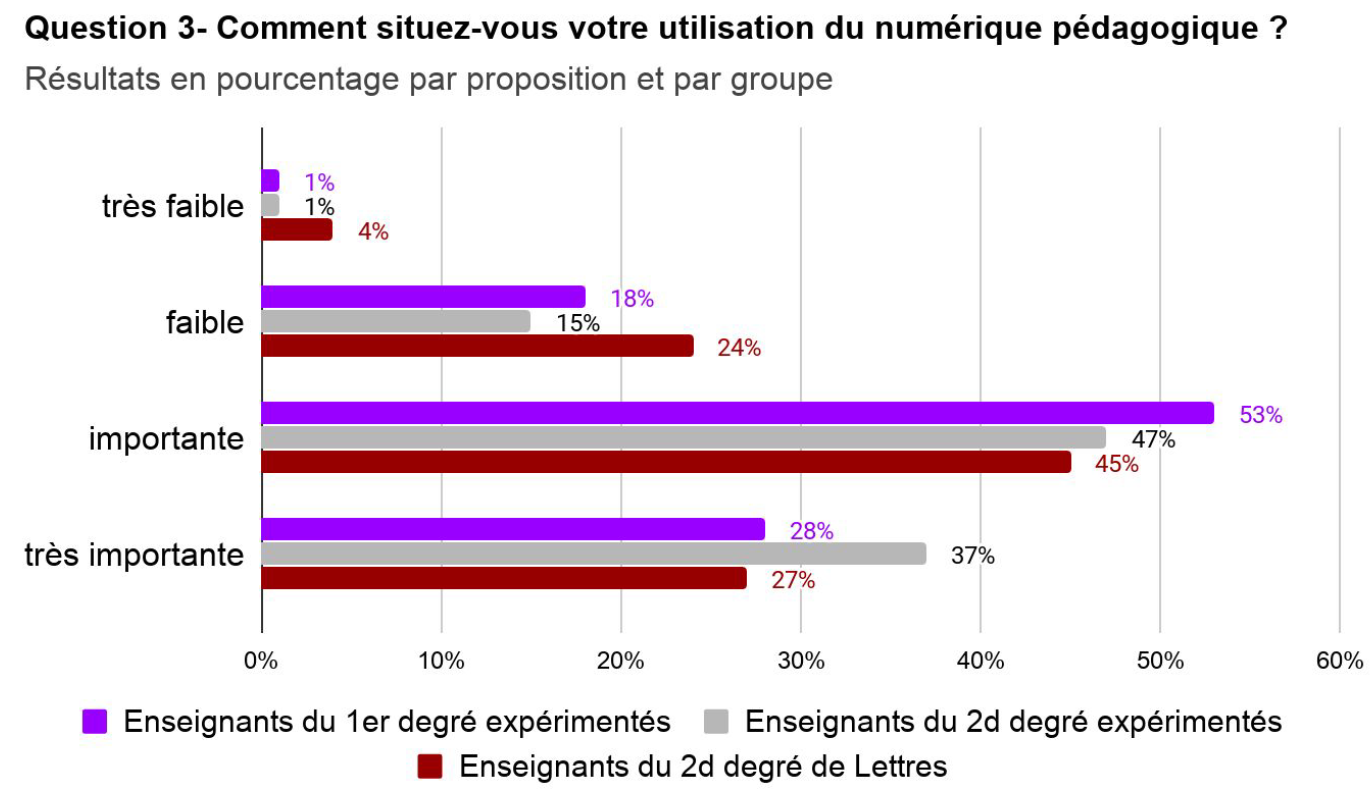 Question 3- Comment situez-vous votre utilisation du numérique pédagogique ?
Résultats en pourcentage par proposition et par groupe
très faible
1%
1%
4%
faible
18%
15%
24%
importante
53%
47%
45%
très importante
28%
37%
27%
0% 10% 20% 30% 40% 50% 60%
Enseignants du 1er degré expérimentés Enseignants du 2d degré expérimentés
Enseignants du 2d degré de Lettres